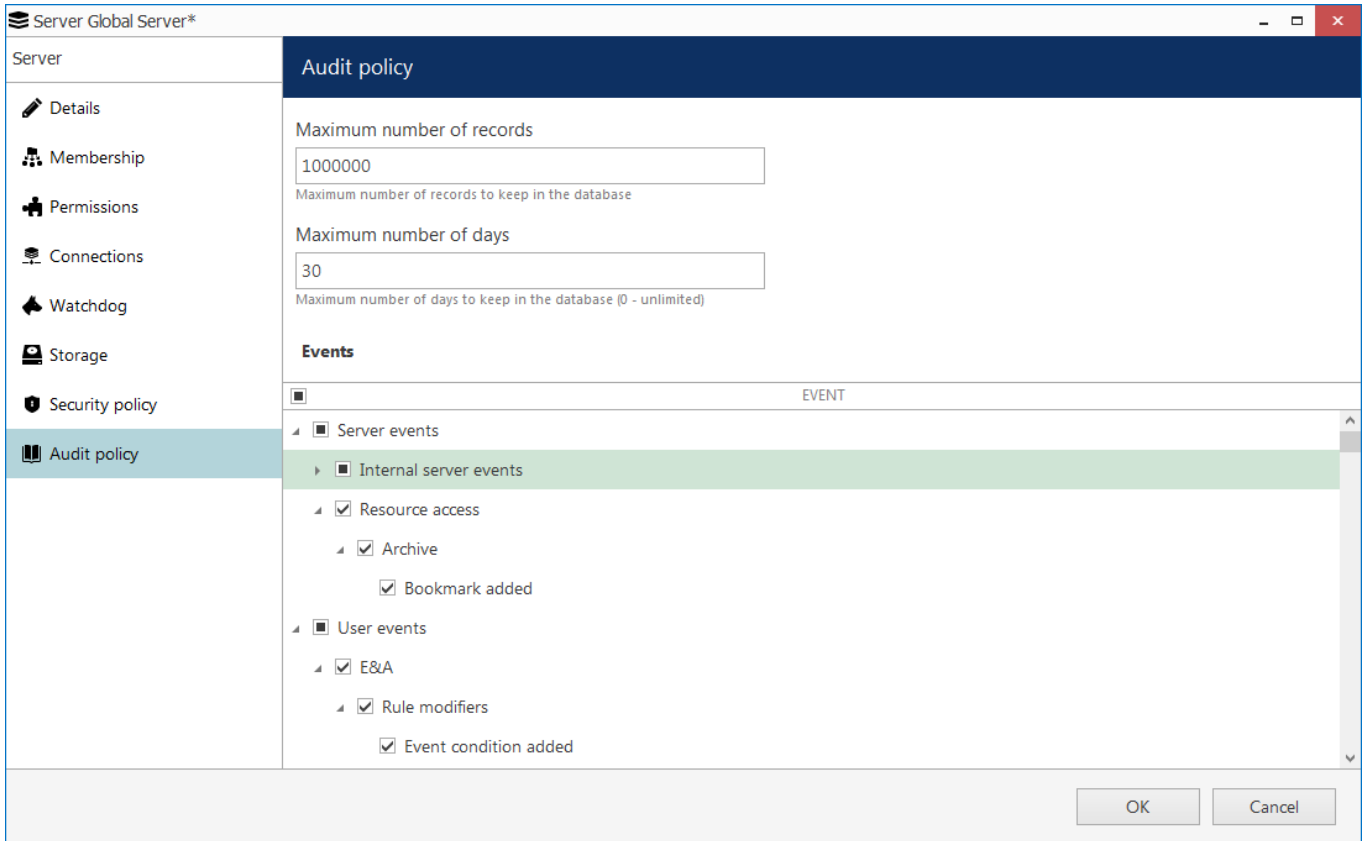 Server Global Server*
Server
Audit policy
Details
Membership
Permissions
Connections
Watchdog
Storage
Security policy
Audit policy
Maximum number of records
1000000
Maximum number of records to keep in the database
Maximum number of days
30
Maximum number of days to keep in the database (0 - unlimited)
Events
EVENT
Server events
Internal server events
Resource access
Archive
Bookmark added
User events
E&A
Rule modifiers
Event condition added
OK Cancel